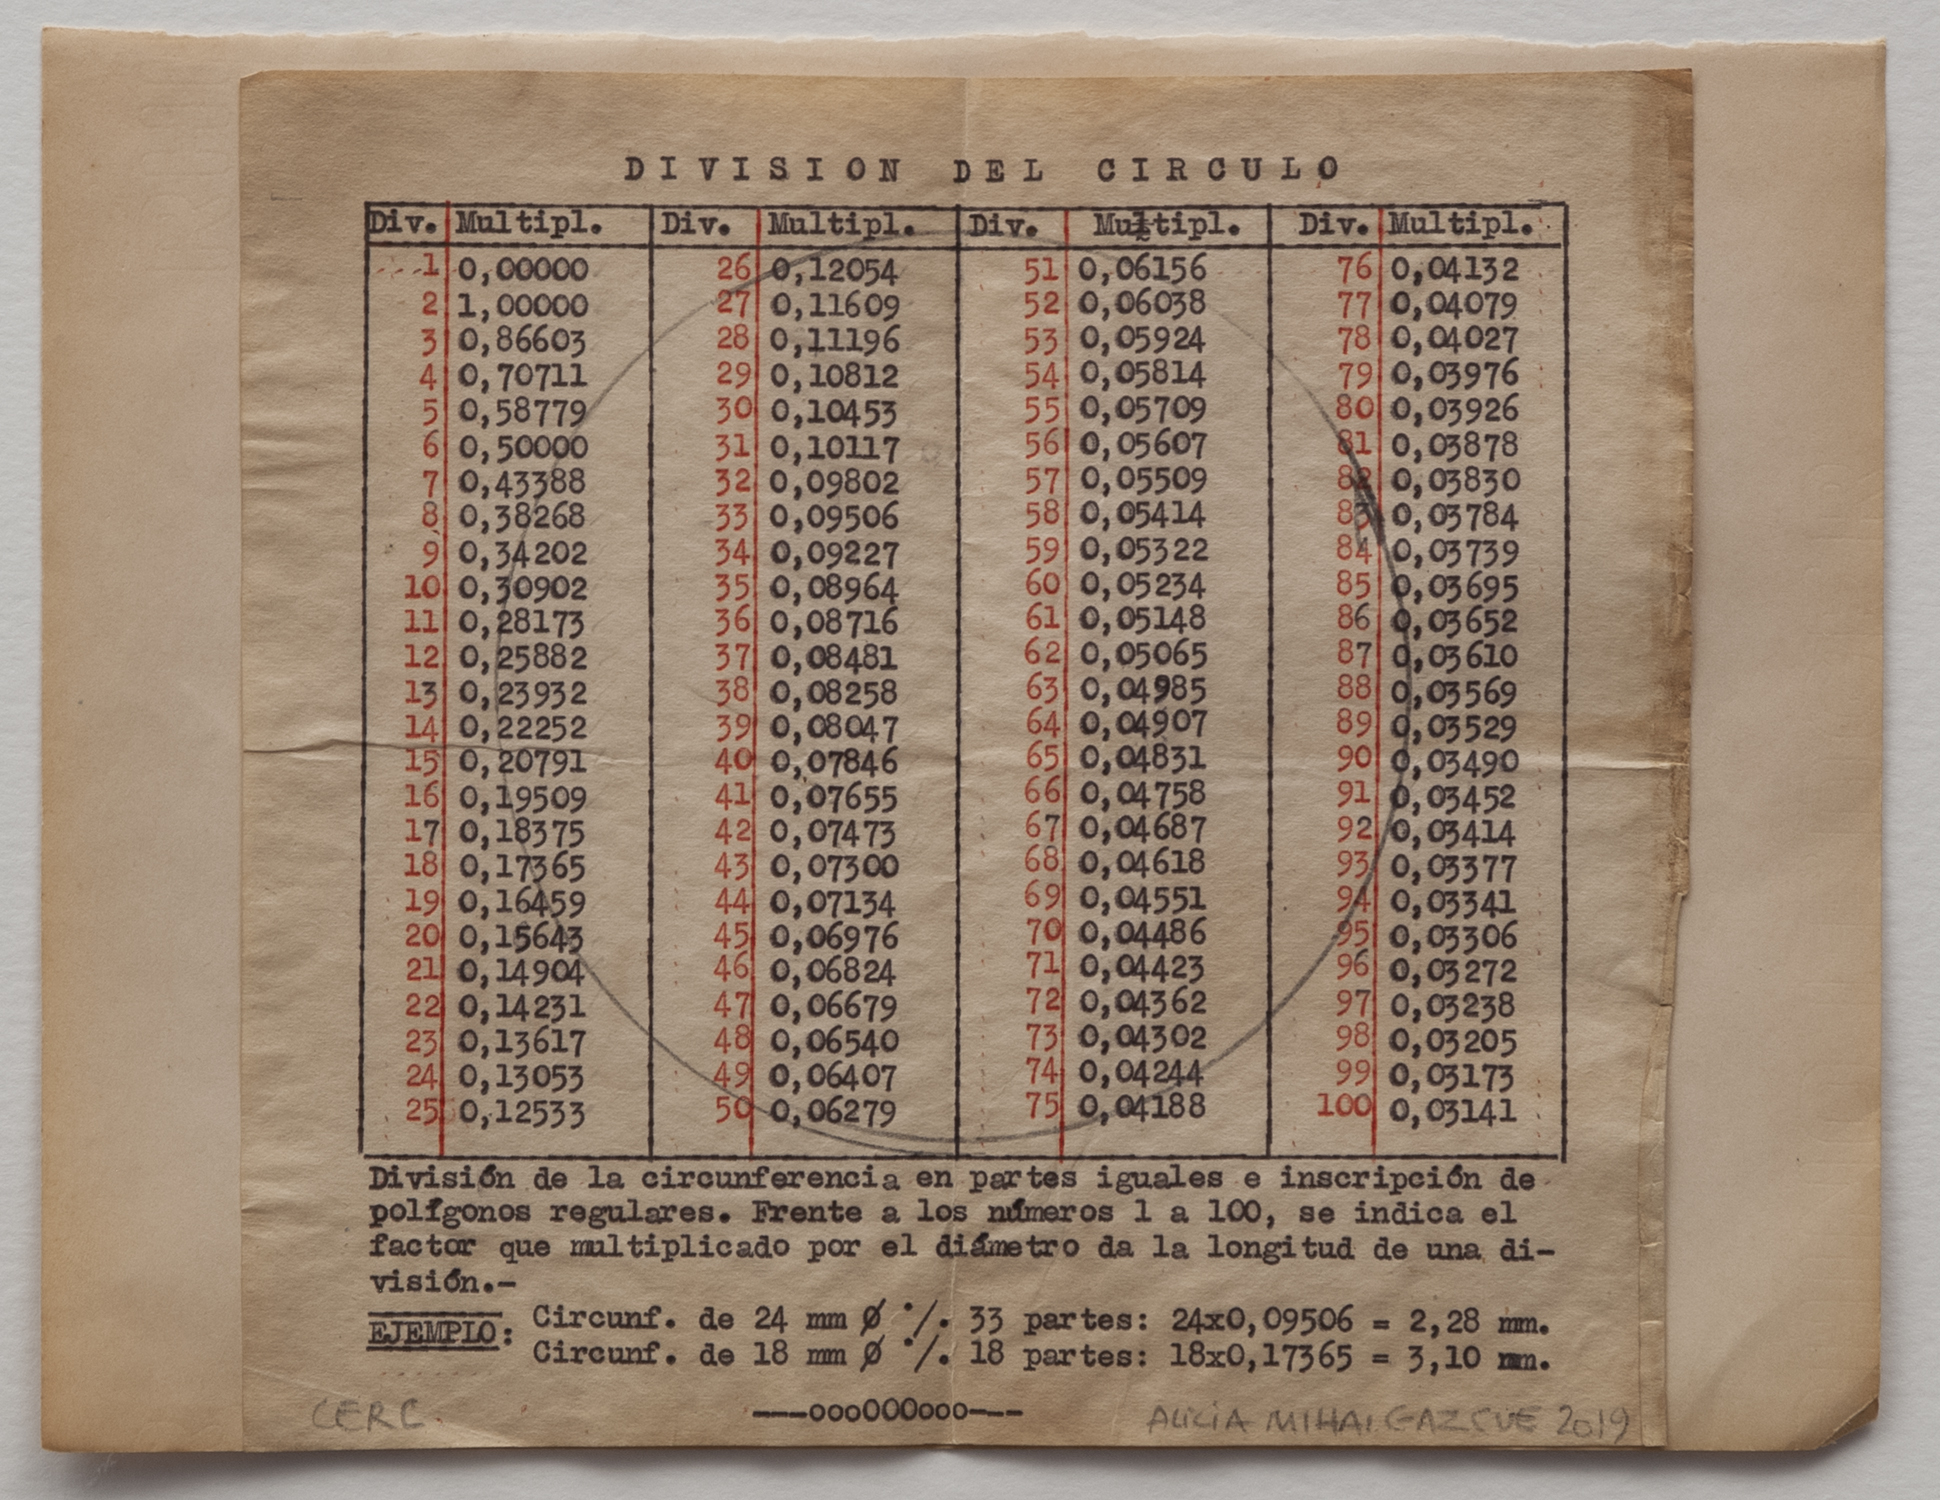 DIVISION DEL CIRCULO
Div. Multipl. Div. Multipl. Div. Multipl. Div. Multipl.
1 0,00000 26 0,12054 51 0,06156 76 0,04132
2 1,00000 27 0,11609 52 0,06038 77 0,04079
3 0,86603 28 0,11196 53 0,05924 78 0,04027
4 0,70711 29 0,10812 54 0,05814 79 0,03976
5 0,58779 30 0,10453 55 0,05709 80 0,03926
6 0,50000 31 0,10117 56 0,05607 81 0,03878
7 0,43388 32 0,09802 57 0,05509 82 0,03830
8 0,38268 33 0,09506 58 0,05414 83 0,03784
9 0,34202 34 0,09227 59 0,05322 84 0,03739
10 0,30902 35 0,08964 60 0,05234 85 0,03695
11 0,28173 36 0,08716 61 0,05148 86 0,03652
12 0,25882 37 0,08481 62 0,05065 87 0,03610
13 0,23932 38 0,08258 63 0,04985 88 0,03569
14 0,22252 39 0,08047 64 0,04907 89 0,03529
15 0,20791 40 0,07846 65 0,04831 90 0,03490
16 0,19509 41 0,07655 66 0,04758 91 0,03452
17 0,18375 42 0,07473 67 0,04687 92 0,03414
18 0,17365 43 0,07300 68 0,04618 93 0,03377
19 0,16459 44 0,07134 69 0,04551 94 0,03341
20 0,15643 45 0,06976 70 0,04486 95 0,03306
21 0,14904 46 0,06824 71 0,04423 96 0,03272
22 0,14231 47 0,06679 72 0,04362 97 0,03238
23 0,13617 48 0,06540 73 0,04302 98 0,03205
24 0,13053 49 0,06407 74 0,04244 99 0,03173
25 0,12533 50 0,06279 75 0,04188 100 0,03141
División de la circunferencia en partes iguales e inscripción de
polígonos regulares. Frente a los números 1 a 100, se indica el
factor que multiplicado por el diámetro da la longitud de una di-
visión.-
EJEMPLO: Circunf. de 24 mm Ø ·/. 33 partes: 24x0,09506 = 2,28 mm.
Circunf. de 18 mm Ø ·/. 18 partes: 18x0,17365 = 3,10 mm.
---oooOOOooo---
CERC. ALICIA MIHAI GAZCUE 2019